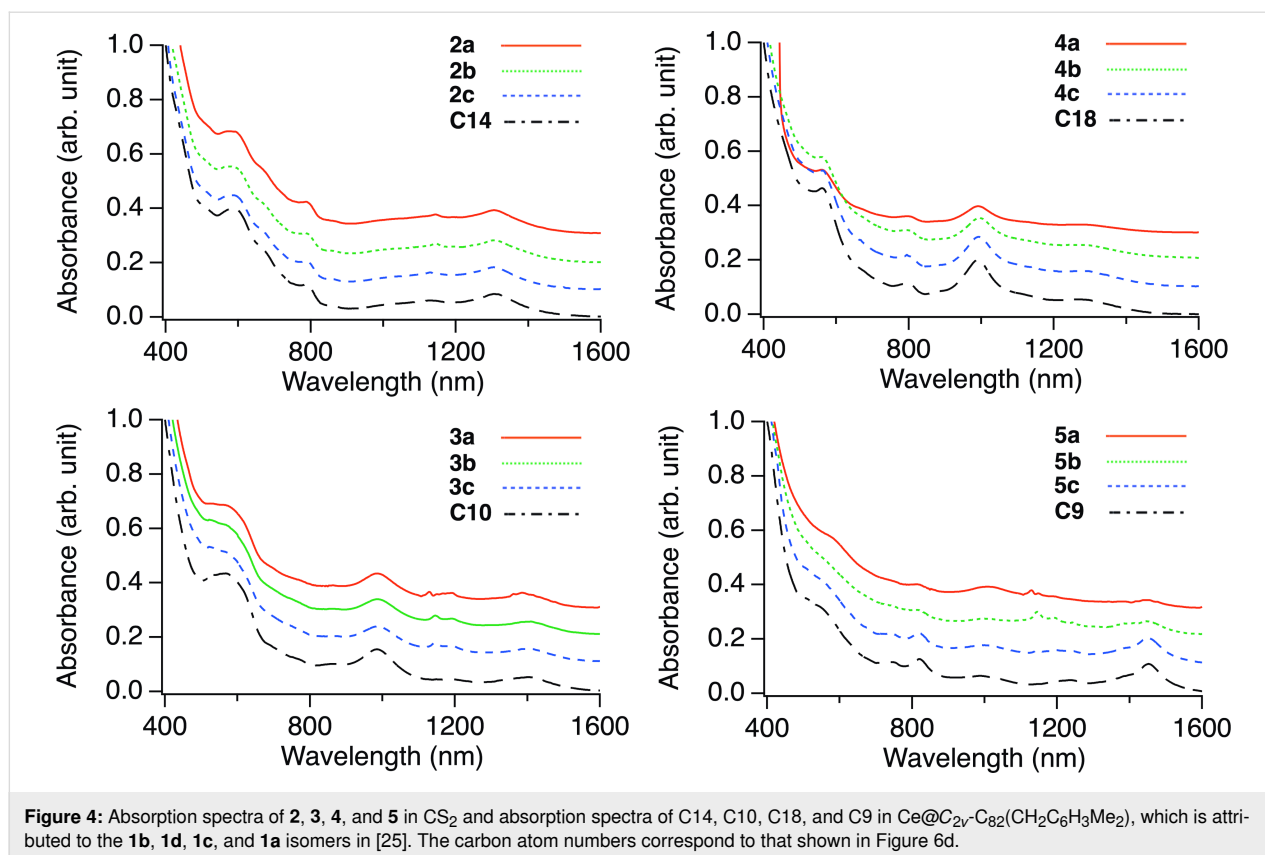 1.0
0.8
0.6
0.4
0.2
0.0
Absorbance (arb. unit)
2a
2b
2c
C14
400
800
1200
1600
Wavelength (nm)
1.0
0.8
0.6
0.4
0.2
0.0
Absorbance (arb. unit)
4a
4b
4c
C18
400
800
1200
1600
Wavelength (nm)
1.0
0.8
0.6
0.4
0.2
0.0
Absorbance (arb. unit)
3a
3b
3c
C10
400
800
1200
1600
Wavelength (nm)
1.0
0.8
0.6
0.4
0.2
0.0
Absorbance (arb. unit)
5a
5b
5c
C9
400
800
1200
1600
Wavelength (nm)
Figure 4: Absorption spectra of 2, 3, 4, and 5 in CS₂ and absorption spectra of C14, C10, C18, and C9 in Ce@C₂ᵥ-C₈₂(CH₂C₆H₃Me₂), which is attri-
buted to the 1b, 1d, 1c, and 1a isomers in [25]. The carbon atom numbers correspond to that shown in Figure 6d.